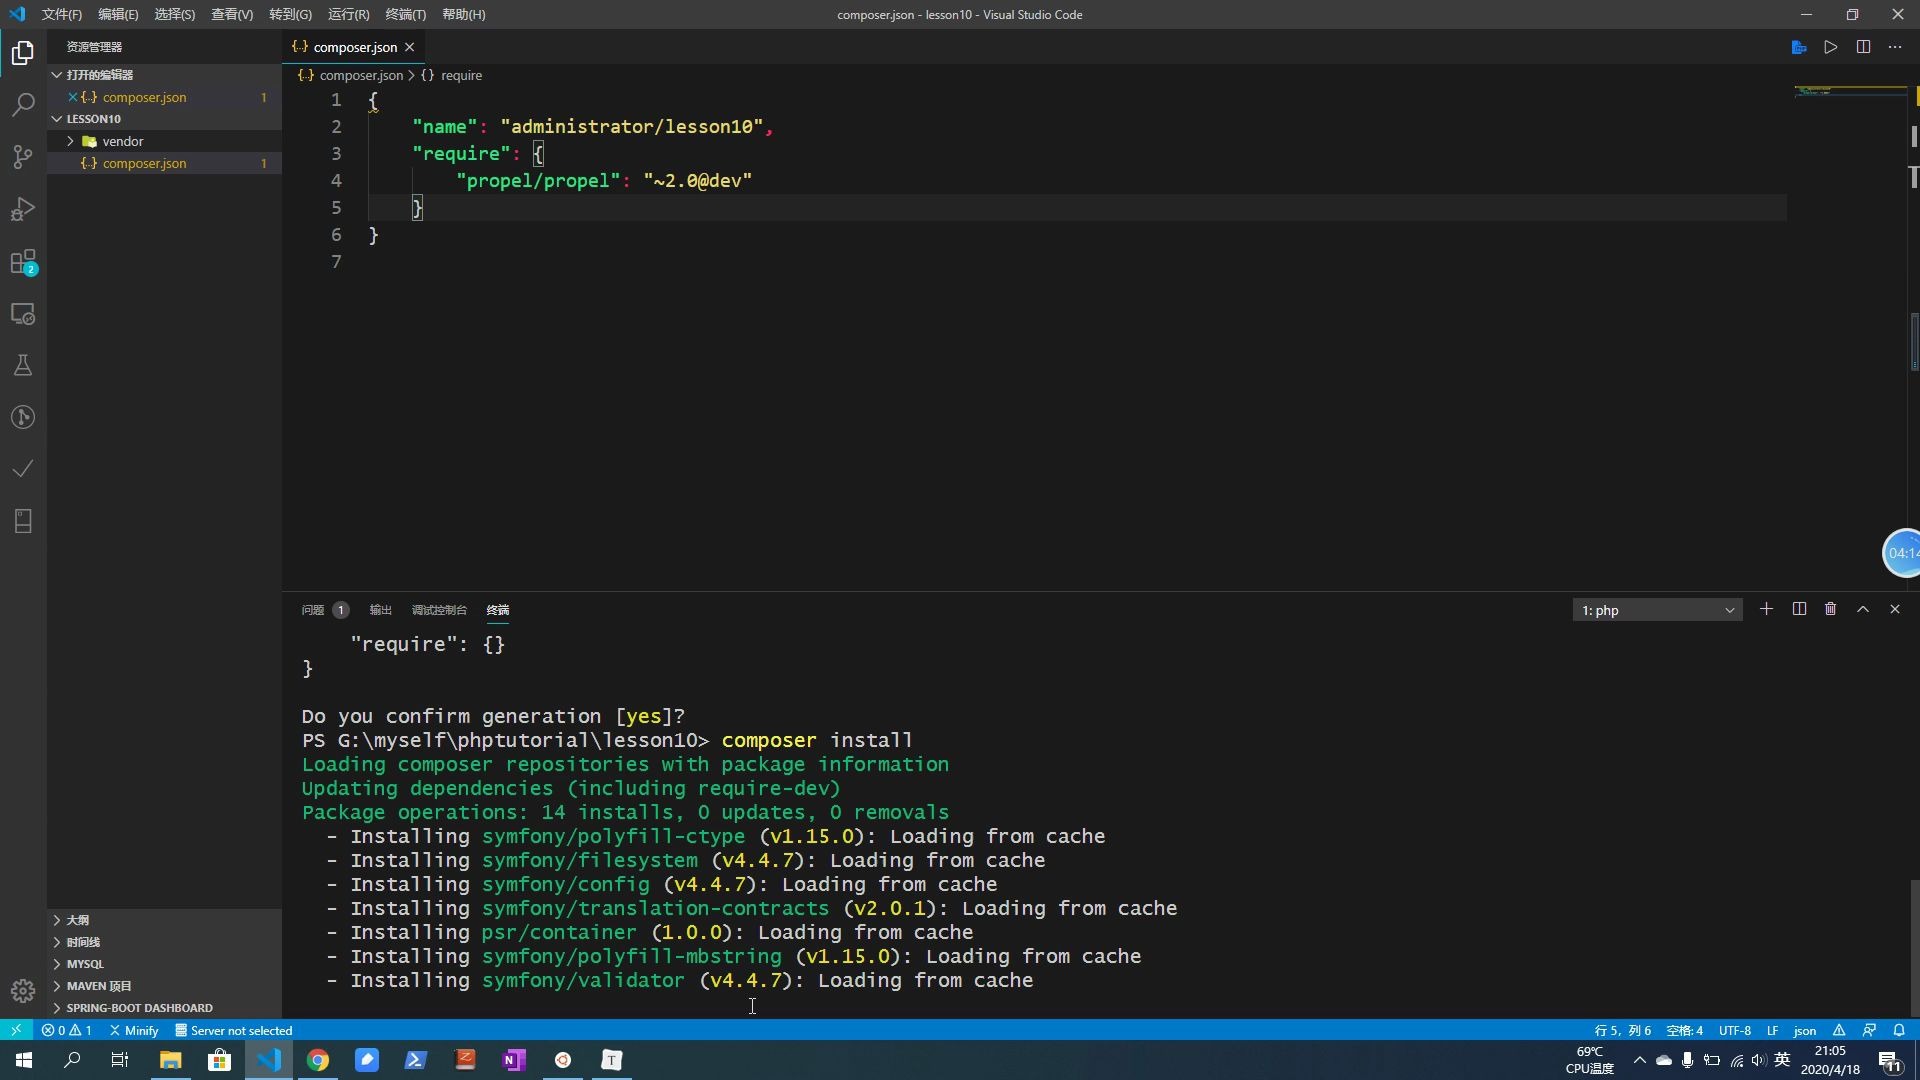 文件(F) 编辑(E) 选择(S) 查看(V) 转到(G) 运行(R) 终端(T) 帮助(H)
composer.json - lesson10 - Visual Studio Code
资源管理器
打开的编辑器
composer.json 1
LESSON10
vendor
composer.json 1
大纲
时间线
MYSQL
MAVEN 项目
SPRING-BOOT DASHBOARD
2
{..} composer.json
{..} composer.json > {} require
1 {
2 "name": "administrator/lesson10",
3 "require": {
4 "propel/propel": "~2.0@dev"
5 }
6 }
7
04:14
问题 1 输出 调试控制台 终端
1: php
"require": {}
}
Do you confirm generation [yes]?
PS G:\myself\phptutorial\lesson10> composer install
Loading composer repositories with package information
Updating dependencies (including require-dev)
Package operations: 14 installs, 0 updates, 0 removals
- Installing symfony/polyfill-ctype (v1.15.0): Loading from cache
- Installing symfony/filesystem (v4.4.7): Loading from cache
- Installing symfony/config (v4.4.7): Loading from cache
- Installing symfony/translation-contracts (v2.0.1): Loading from cache
- Installing psr/container (1.0.0): Loading from cache
- Installing symfony/polyfill-mbstring (v1.15.0): Loading from cache
- Installing symfony/validator (v4.4.7): Loading from cache
0 1 Minify Server not selected
行 5, 列 6 空格: 4 UTF-8 LF json
69℃
CPU温度
英
21:05
2020/4/18
11